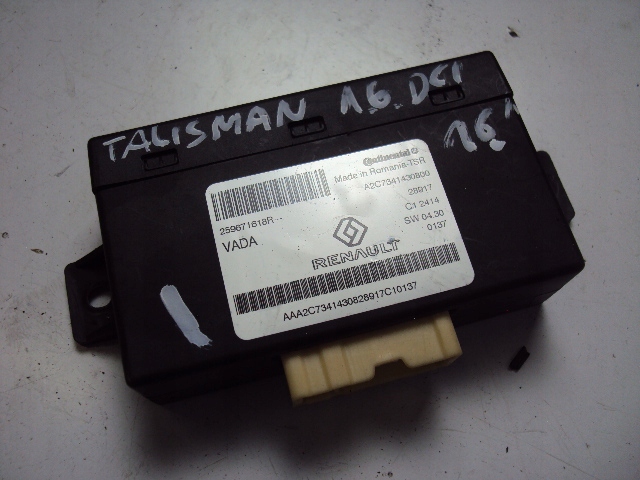 TALISMAN 1.6 DCI
16"
Continental
Made in Romania-TSR
A2C7341430800
28917
C1 2414
SW 04.30
0137
259671618R--
VADA
RENAULT
AAA2C7341430828917C10137